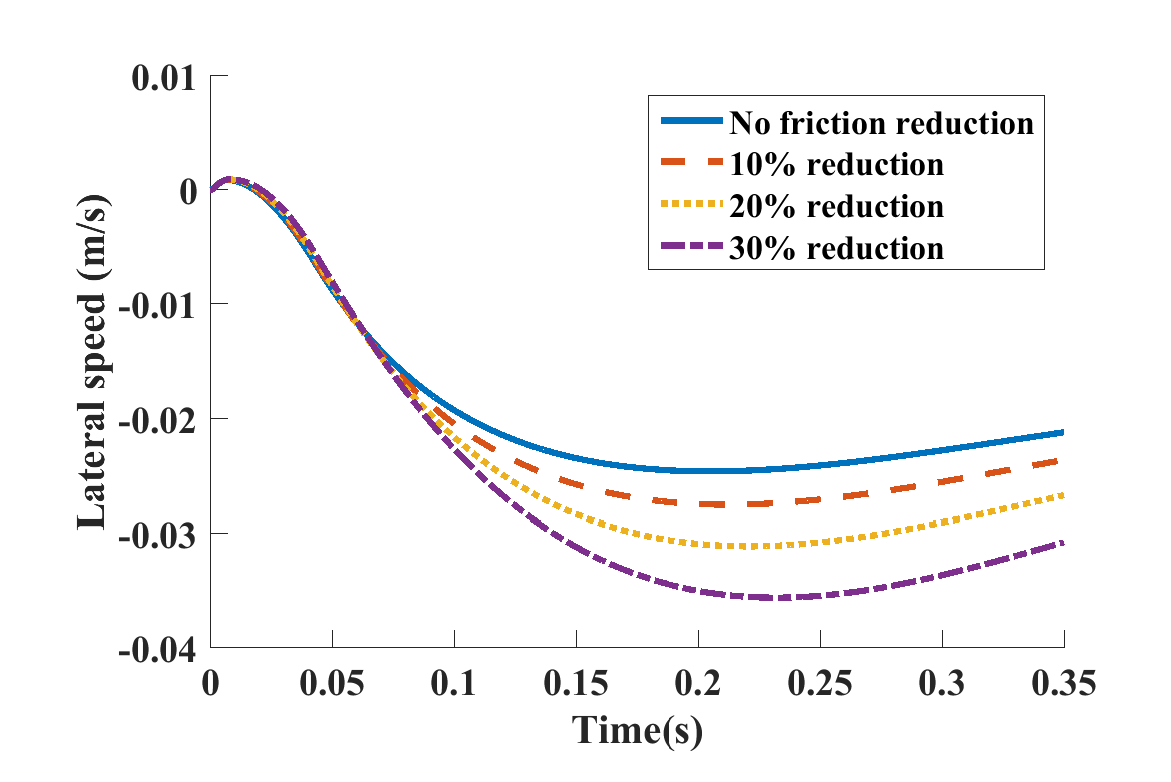 0.01
0
-0.01
-0.02
-0.03
-0.04
Lateral speed (m/s)
No friction reduction
10% reduction
20% reduction
30% reduction
0 0.05 0.1 0.15 0.2 0.25 0.3 0.35
Time(s)